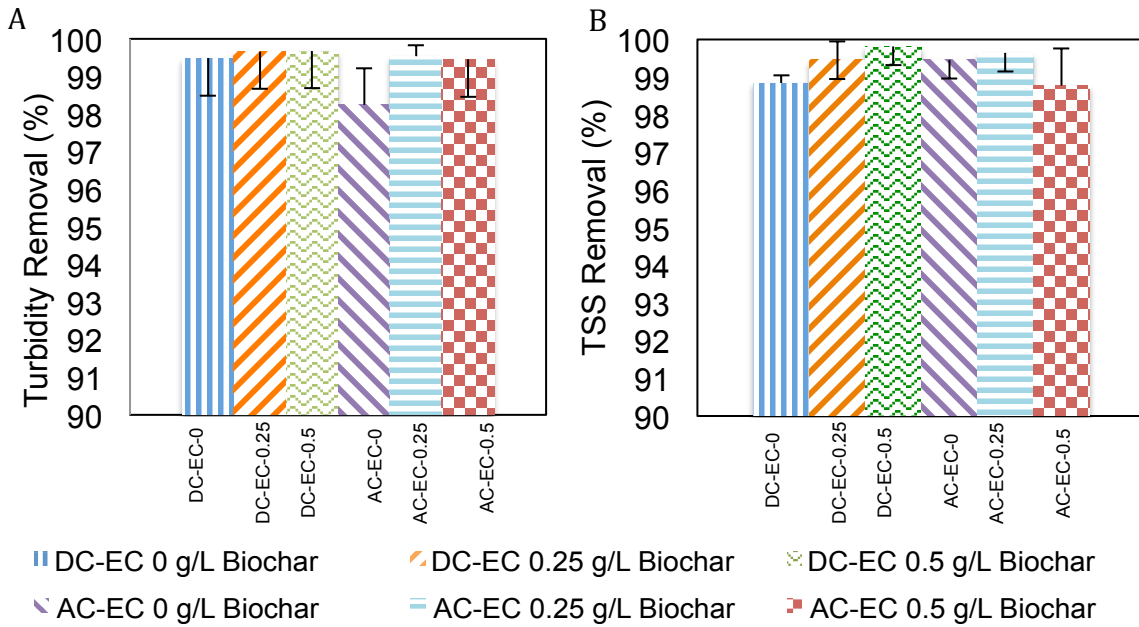 A
Turbidity Removal (%)
100
99
98
97
96
95
94
93
92
91
90
DC-EC-0
DC-EC-0.25
DC-EC-0.5
AC-EC-0
AC-EC-0.25
AC-EC-0.5
B
TSS Removal (%)
100
99
98
97
96
95
94
93
92
91
90
DC-EC-0
DC-EC-0.25
DC-EC-0.5
AC-EC-0
AC-EC-0.25
AC-EC-0.5
DC-EC 0 g/L Biochar
DC-EC 0.25 g/L Biochar
DC-EC 0.5 g/L Biochar
AC-EC 0 g/L Biochar
AC-EC 0.25 g/L Biochar
AC-EC 0.5 g/L Biochar